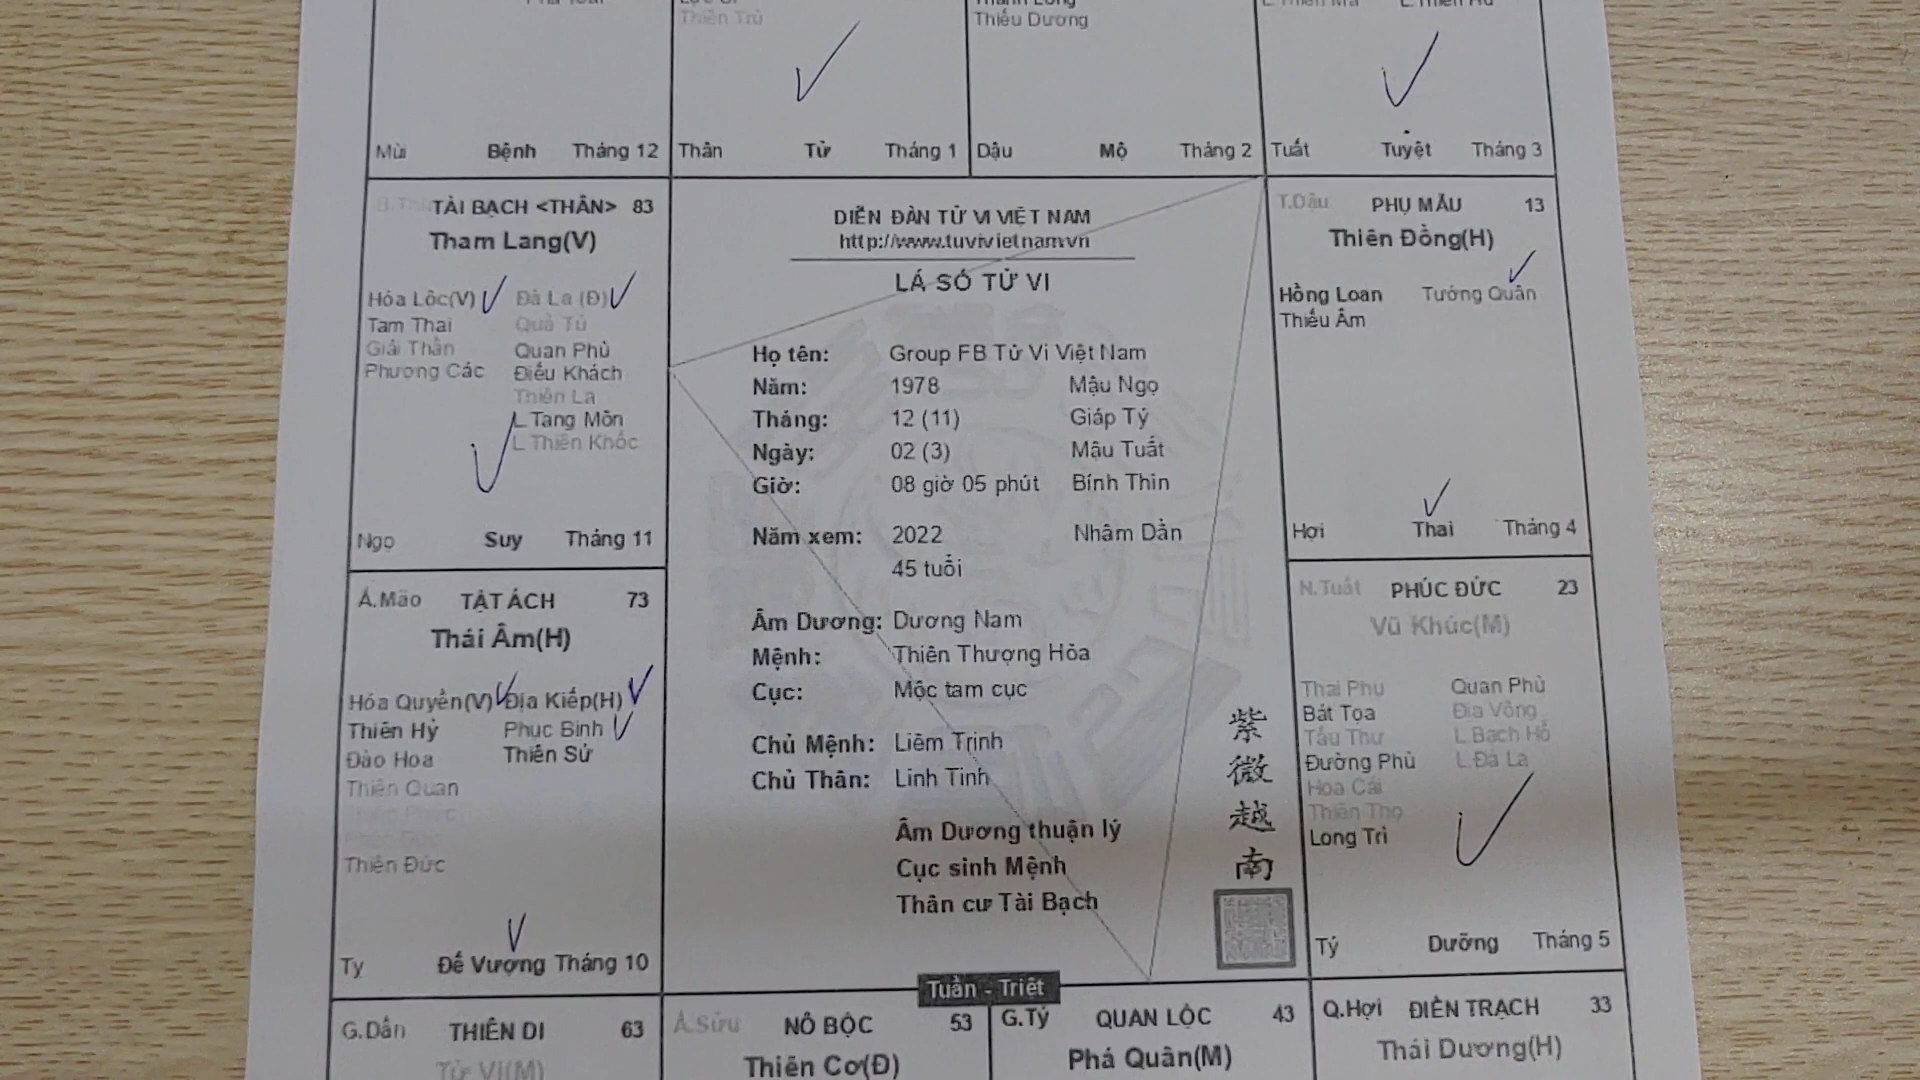 Thiên Trù
Thiếu Dương
Mùi Bệnh Tháng 12
Thân Tử Tháng 1
Dậu Mộ Tháng 2
Tuất Tuyệt Tháng 3
TÀI BẠCH <THÂN> 83
Tham Lang(V)
Hóa Lộc(V) Đà La (Đ)
Tam Thai Quả Tú
Giải Thần Quan Phủ
Phượng Các Điếu Khách
Thiên La
L.Tang Môn
L.Thiên Khốc
Ngọ Suy Tháng 11
DIỄN ĐÀN TỬ VI VIỆT NAM
http://www.tuvivietnam.vn
LÁ SỐ TỬ VI
Họ tên: Group FB Tử Vi Việt Nam
Năm: 1978 Mậu Ngọ
Tháng: 12 (11) Giáp Tý
Ngày: 02 (3) Mậu Tuất
Giờ: 08 giờ 05 phút Bính Thìn
Năm xem: 2022 Nhâm Dần
45 tuổi
Âm Dương: Dương Nam
Mệnh: Thiên Thượng Hỏa
Cục: Mộc tam cục
Chủ Mệnh: Liêm Trinh
Chủ Thân: Linh Tinh
Âm Dương thuận lý
Cục sinh Mệnh
Thân cư Tài Bạch
紫微越南
T.Dậu PHỤ MẪU 13
Thiên Đồng(H)
Hồng Loan Tướng Quân
Thiếu Âm
Hợi Thai Tháng 4
Á.Mão TẬT ÁCH 73
Thái Âm(H)
Hóa Quyền(V) Địa Kiếp(H)
Thiên Hỷ Phục Binh
Đào Hoa Thiên Sứ
Thiên Quan
Thiên Đức
Tỵ Đế Vượng Tháng 10
N.Tuất PHÚC ĐỨC 23
Vũ Khúc(M)
Thai Phụ Quan Phù
Bát Tọa Địa Võng
Tấu Thư L.Bạch Hổ
Đường Phù L.Đà La
Hoa Cái
Thiên Thọ
Long Trì
Tý Dưỡng Tháng 5
Tuần - Triệt
G.Dần THIÊN DI 63
Tử Vi(M)
Á.Sửu NÔ BỘC 53
Thiên Cơ(Đ)
G.Tý QUAN LỘC 43
Phá Quân(M)
Q.Hợi ĐIỀN TRẠCH 33
Thái Dương(H)